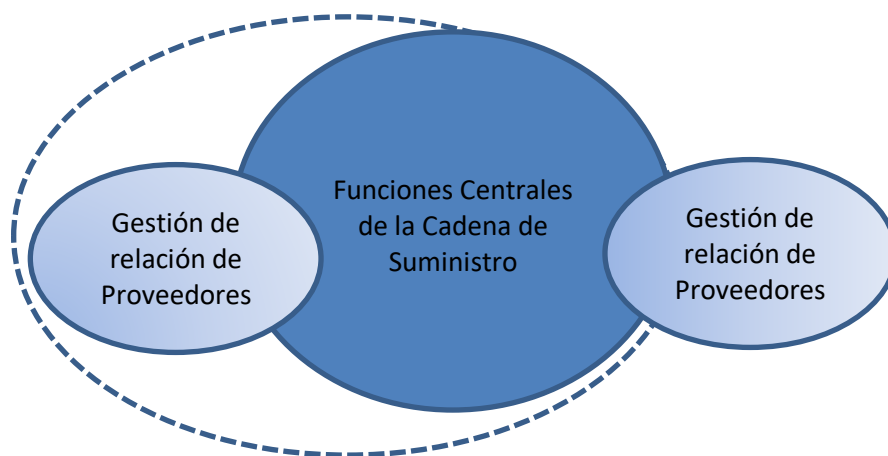 Gestión de
relación de
Proveedores
Funciones Centrales
de la Cadena de
Suministro
Gestión de
relación de
Proveedores